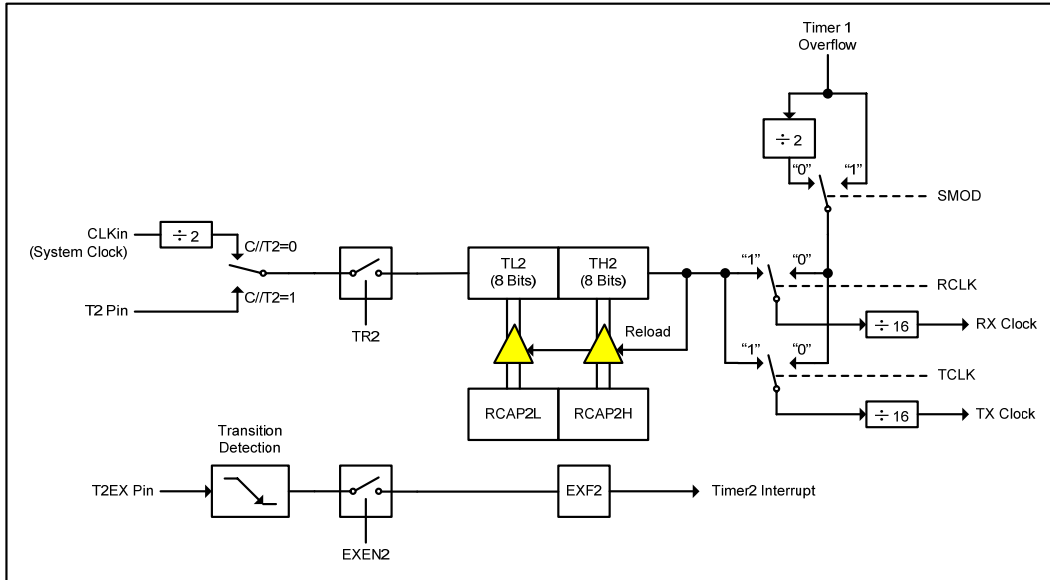 Timer 1
Overflow
÷ 2
“0”
“1”
SMOD
CLKin
(System Clock)
÷ 2
C//T2=0
C//T2=1
T2 Pin
TR2
TL2
(8 Bits)
TH2
(8 Bits)
“1”
“0”
RCLK
÷ 16
RX Clock
Reload
“1”
“0”
TCLK
÷ 16
TX Clock
RCAP2L
RCAP2H
Transition
Detection
T2EX Pin
EXEN2
EXF2
Timer2 Interrupt